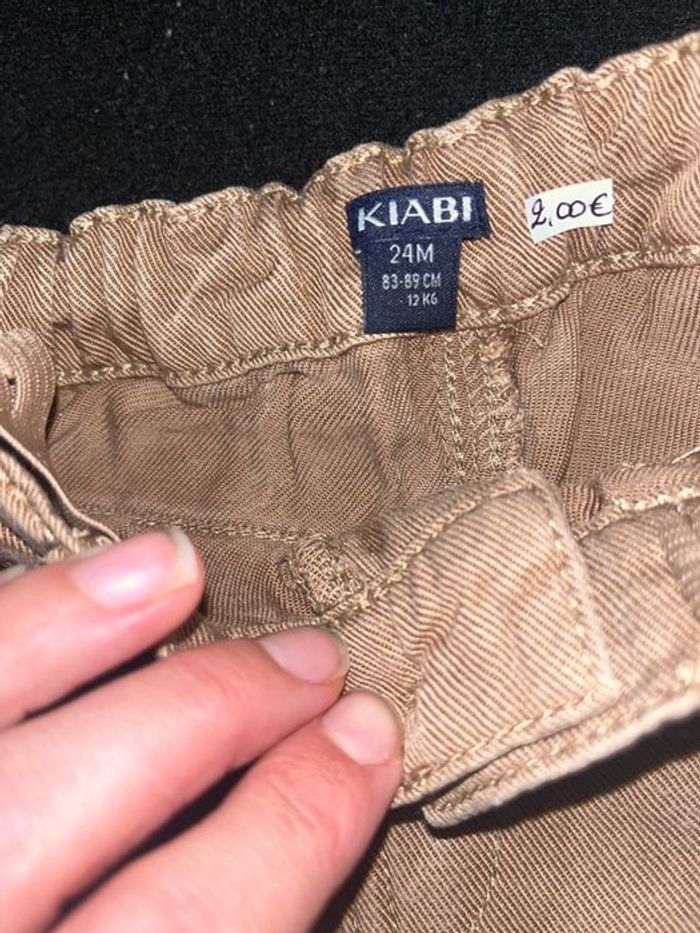 KIABI
2,00€
24M
83-89 CM
12 KG